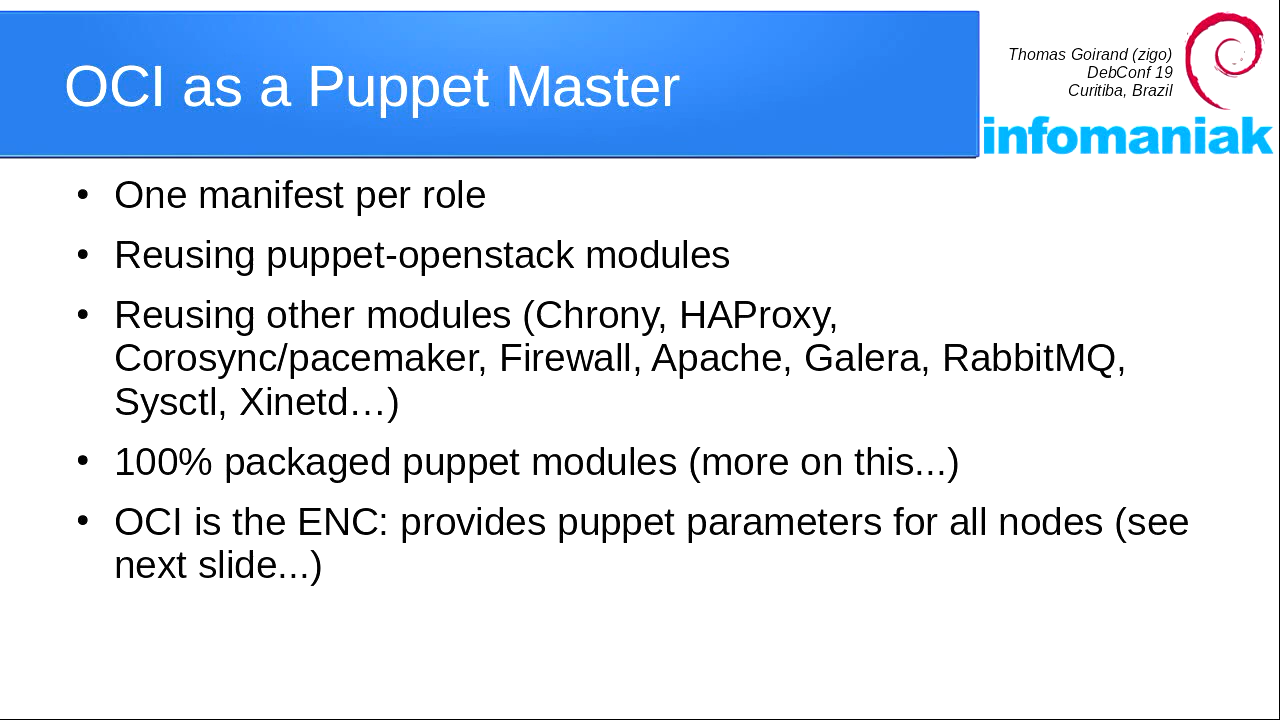 OCI as a Puppet Master
Thomas Goirand (zigo)
DebConf 19
Curitiba, Brazil
infomaniak
• One manifest per role
• Reusing puppet-openstack modules
• Reusing other modules (Chrony, HAProxy,
Corosync/pacemaker, Firewall, Apache, Galera, RabbitMQ,
Sysctl, Xinetd…)
• 100% packaged puppet modules (more on this...)
• OCI is the ENC: provides puppet parameters for all nodes (see
next slide...)